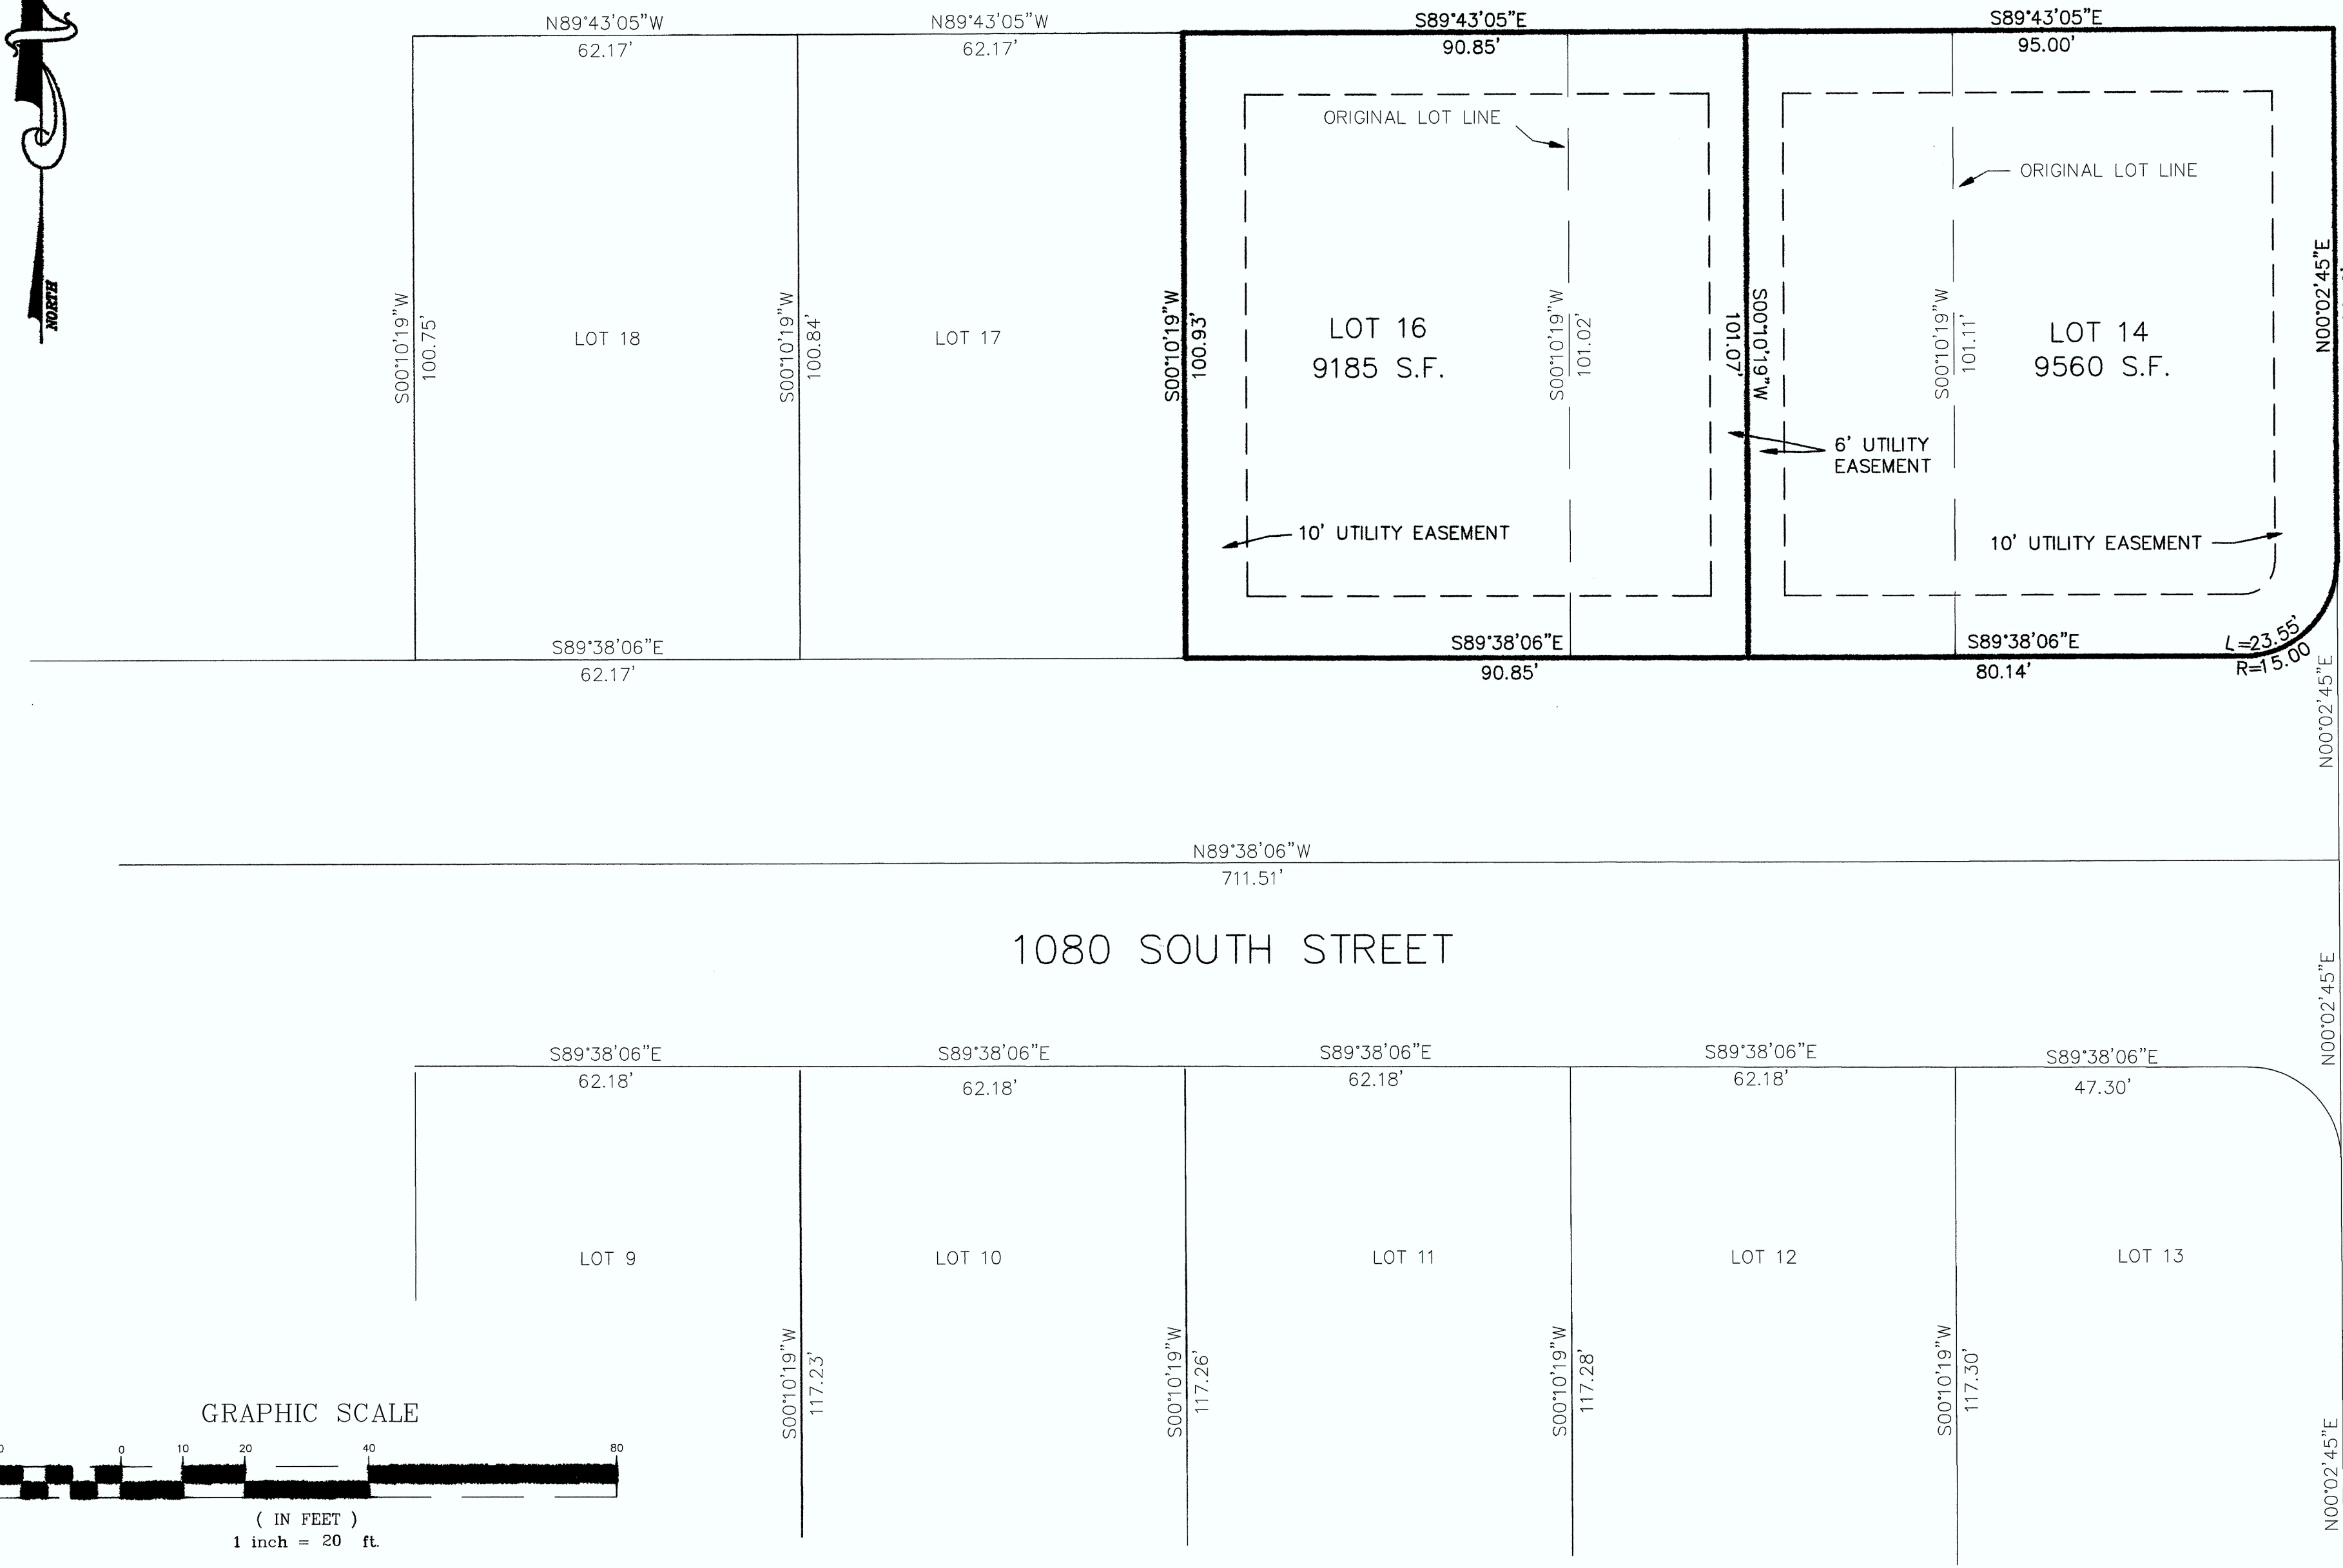 N89°43'05"W
62.17'
N89°43'05"W
62.17'
S89°43'05"E
90.85'
S89°43'05"E
95.00'
NORTH
ORIGINAL LOT LINE
ORIGINAL LOT LINE
S00°10'19"W
100.75'
LOT 18
S00°10'19"W
100.84'
LOT 17
S00°10'19"W
100.93'
LOT 16
9185 S.F.
S00°10'19"W
101.02'
101.07'
S00°10'19"W
S00°10'19"W
101.11'
LOT 14
9560 S.F.
N00°02'45"E
6' UTILITY
EASEMENT
10' UTILITY EASEMENT
10' UTILITY EASEMENT
S89°38'06"E
62.17'
S89°38'06"E
90.85'
S89°38'06"E
80.14'
L=23.55'
R=15.00
N00°02'45"E
N89°38'06"W
711.51'
1080 SOUTH STREET
N00°02'45"E
S89°38'06"E
62.18'
S89°38'06"E
62.18'
S89°38'06"E
62.18'
S89°38'06"E
62.18'
S89°38'06"E
47.30'
LOT 9
LOT 10
LOT 11
LOT 12
LOT 13
S00°10'19"W
117.23'
S00°10'19"W
117.26'
S00°10'19"W
117.28'
S00°10'19"W
117.30'
N00°02'45"E
GRAPHIC SCALE
0 10 20 40 80
( IN FEET )
1 inch = 20 ft.